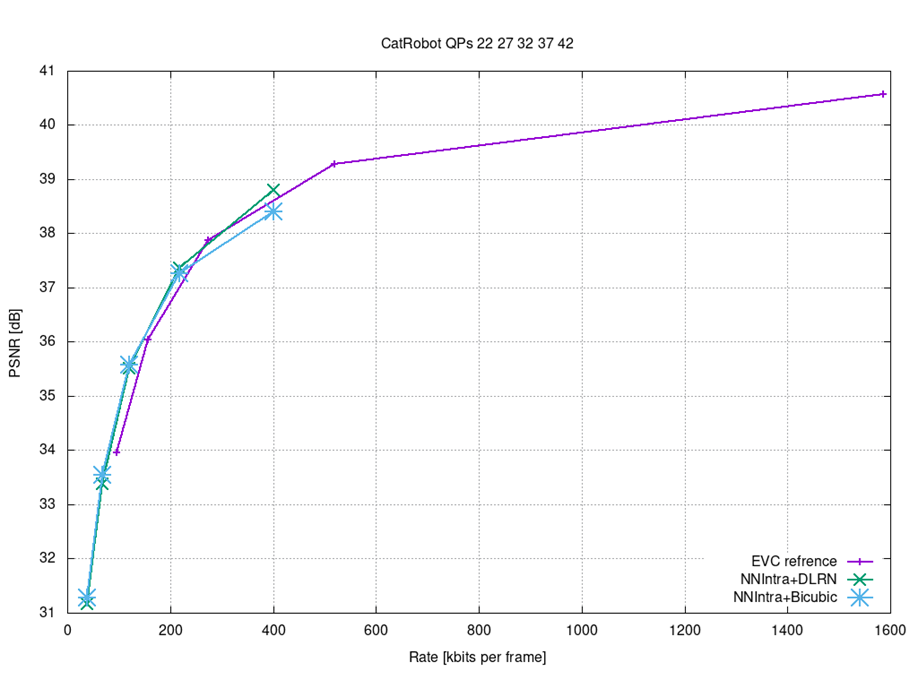 CatRobot QPs 22 27 32 37 42
41
40
39
38
37
36
35
34
33
32
31
PSNR [dB]
EVC refrence
NNIntra+DLRN
NNIntra+Bicubic
0 200 400 600 800 1000 1200 1400 1600
Rate [kbits per frame]